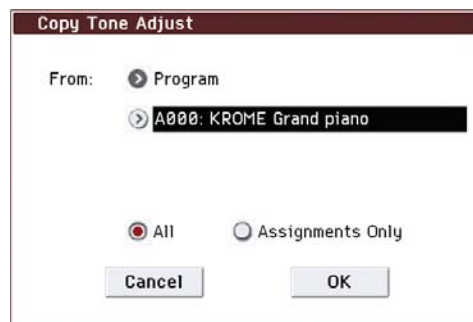 Copy Tone Adjust
From: Program
A000: KROME Grand piano
All Assignments Only
Cancel OK